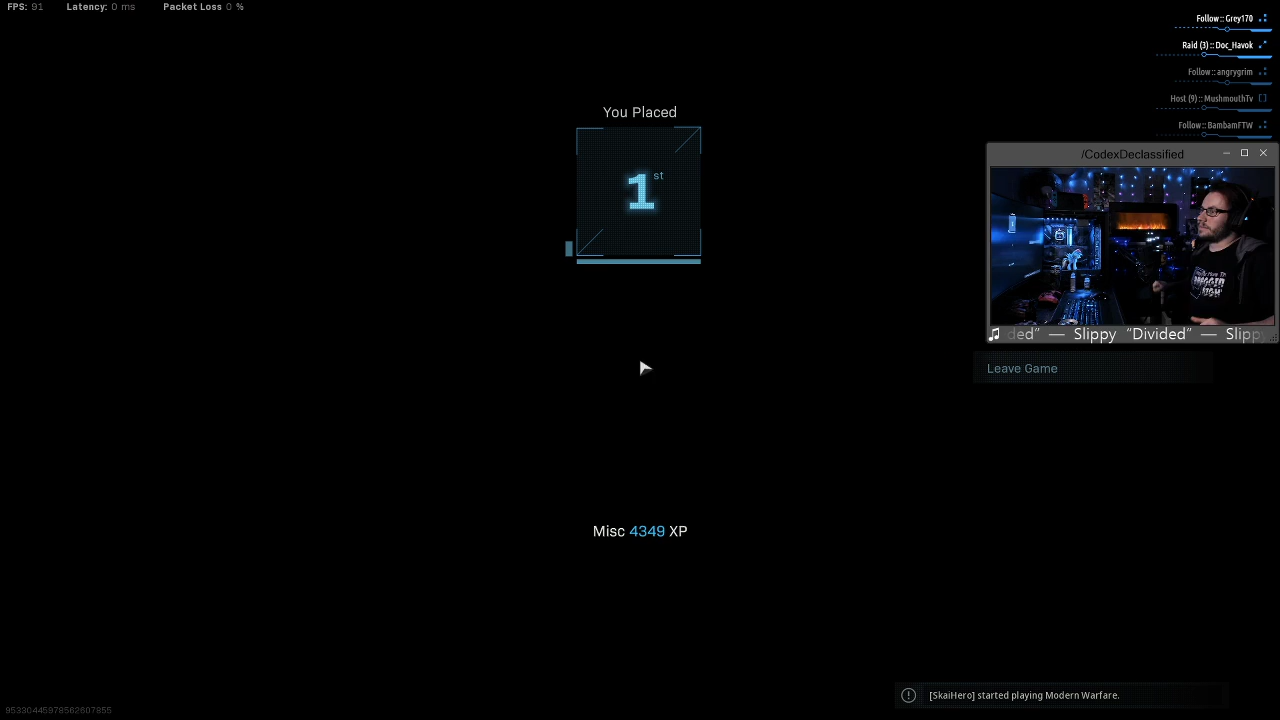 FPS: 91 Latency: 0 ms Packet Loss 0 %
Follow :: Grey170
Raid (3) :: Doc_Havok
Follow :: angrygrim
Host (9) :: MushmouthTv
Follow :: BambamFTW
You Placed
1st
/CodexDeclassified
ded” — Slippy “Divided” — Slipp
Leave Game
Misc 4349 XP
[SkaiHero] started playing Modern Warfare.